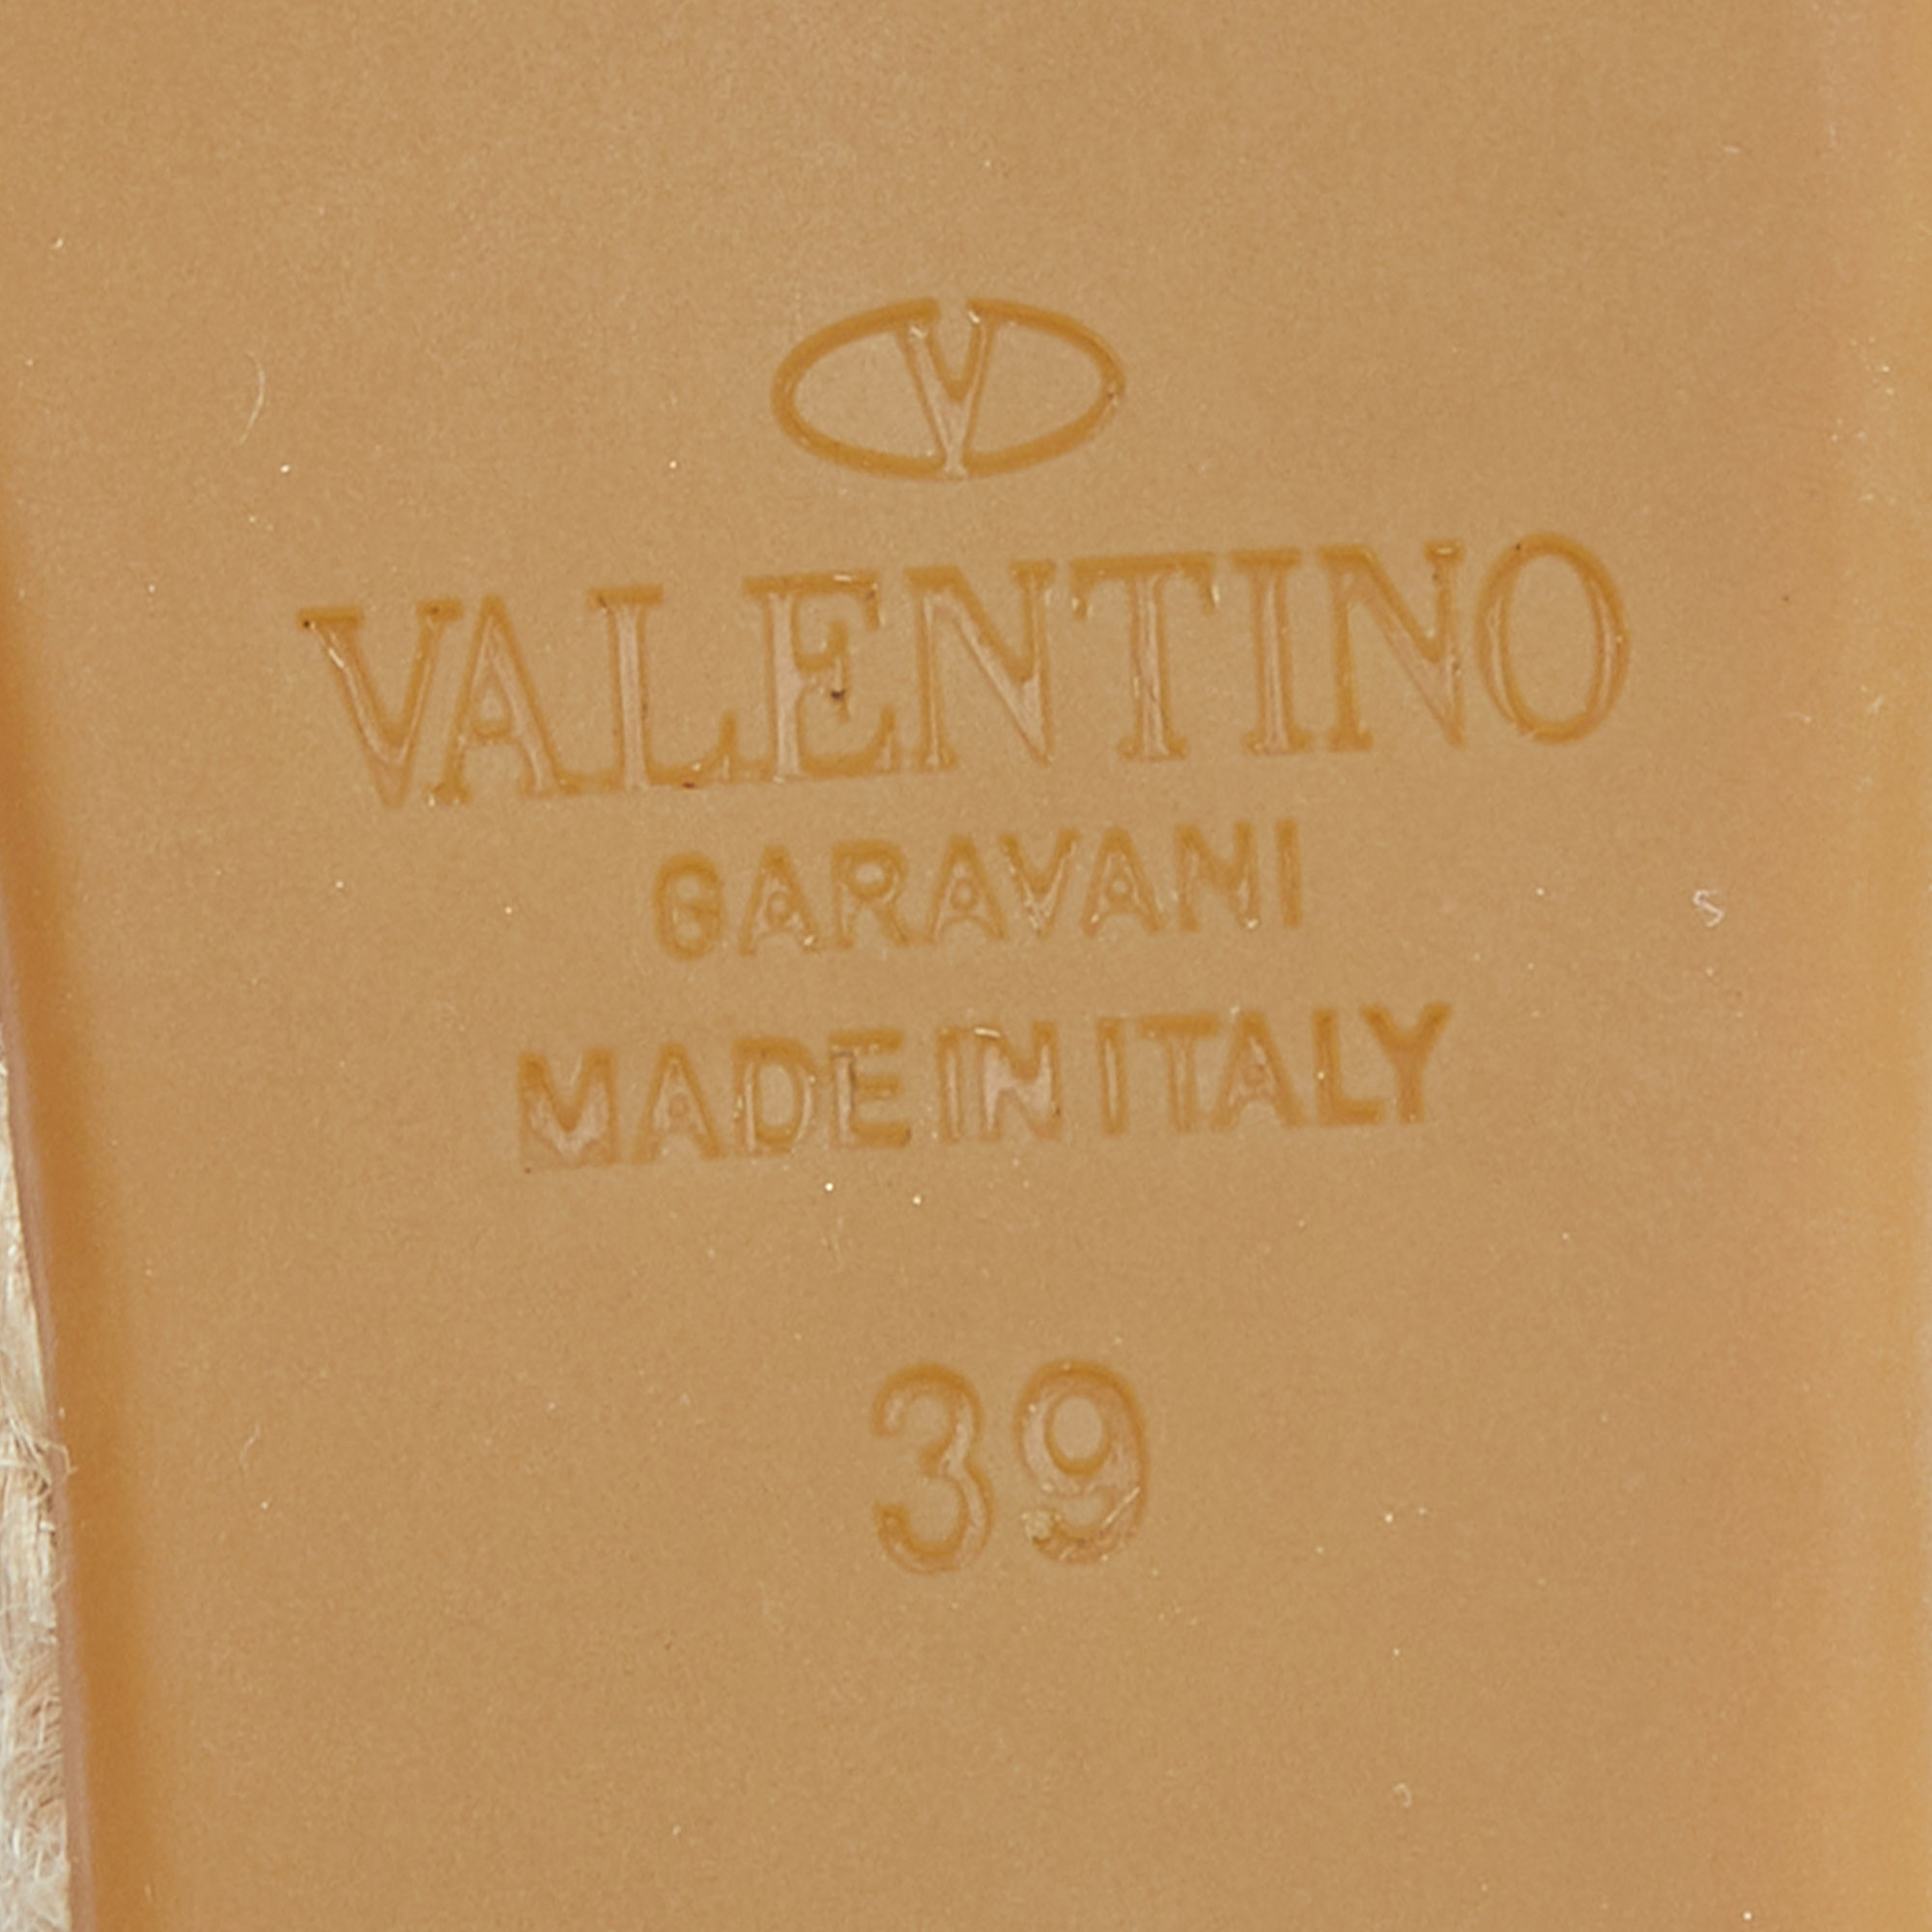 V
VALENTINO
GARAVANI
MADE IN ITALY
39